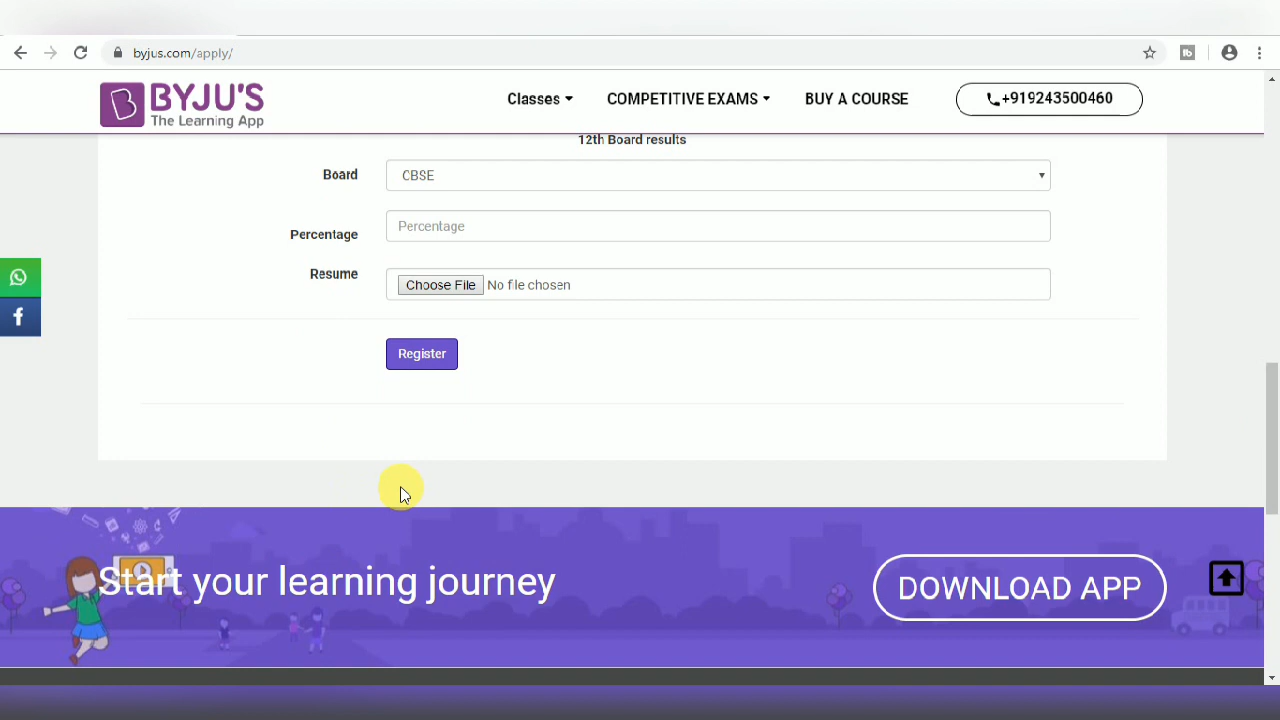 byjus.com/apply/
BYJU'S
The Learning App
Classes
COMPETITIVE EXAMS
BUY A COURSE
+919243500460
12th Board results
Board
CBSE
Percentage
Percentage
Resume
Choose File No file chosen
Register
Start your learning journey
DOWNLOAD APP